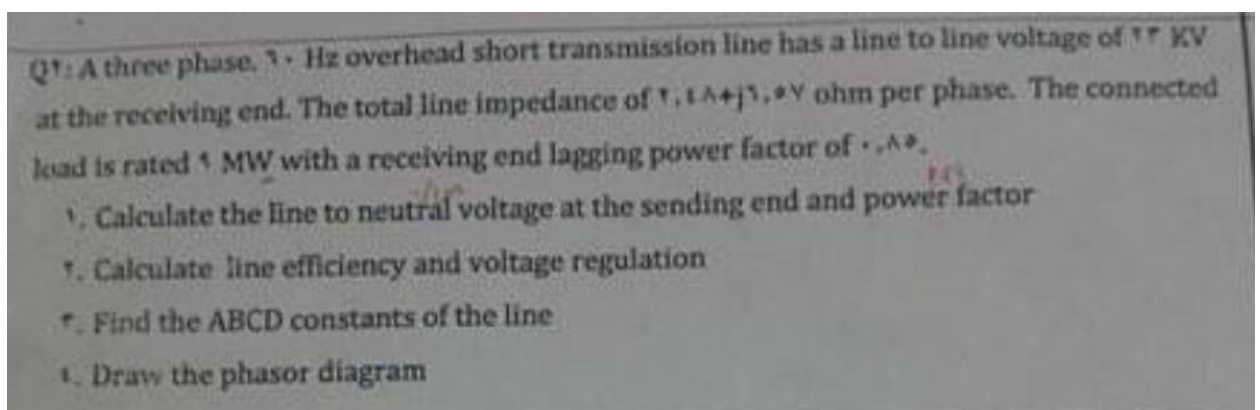 Q٢: A three phase, ٦٠ Hz overhead short transmission line has a line to line voltage of ٢٣ KV
at the receiving end. The total line impedance of ٢.٤٨+j٦.٥٧ ohm per phase. The connected
load is rated ٩ MW with a receiving end lagging power factor of ٠.٨٥.
١. Calculate the line to neutral voltage at the sending end and power factor
٢. Calculate line efficiency and voltage regulation
٣. Find the ABCD constants of the line
٤. Draw the phasor diagram